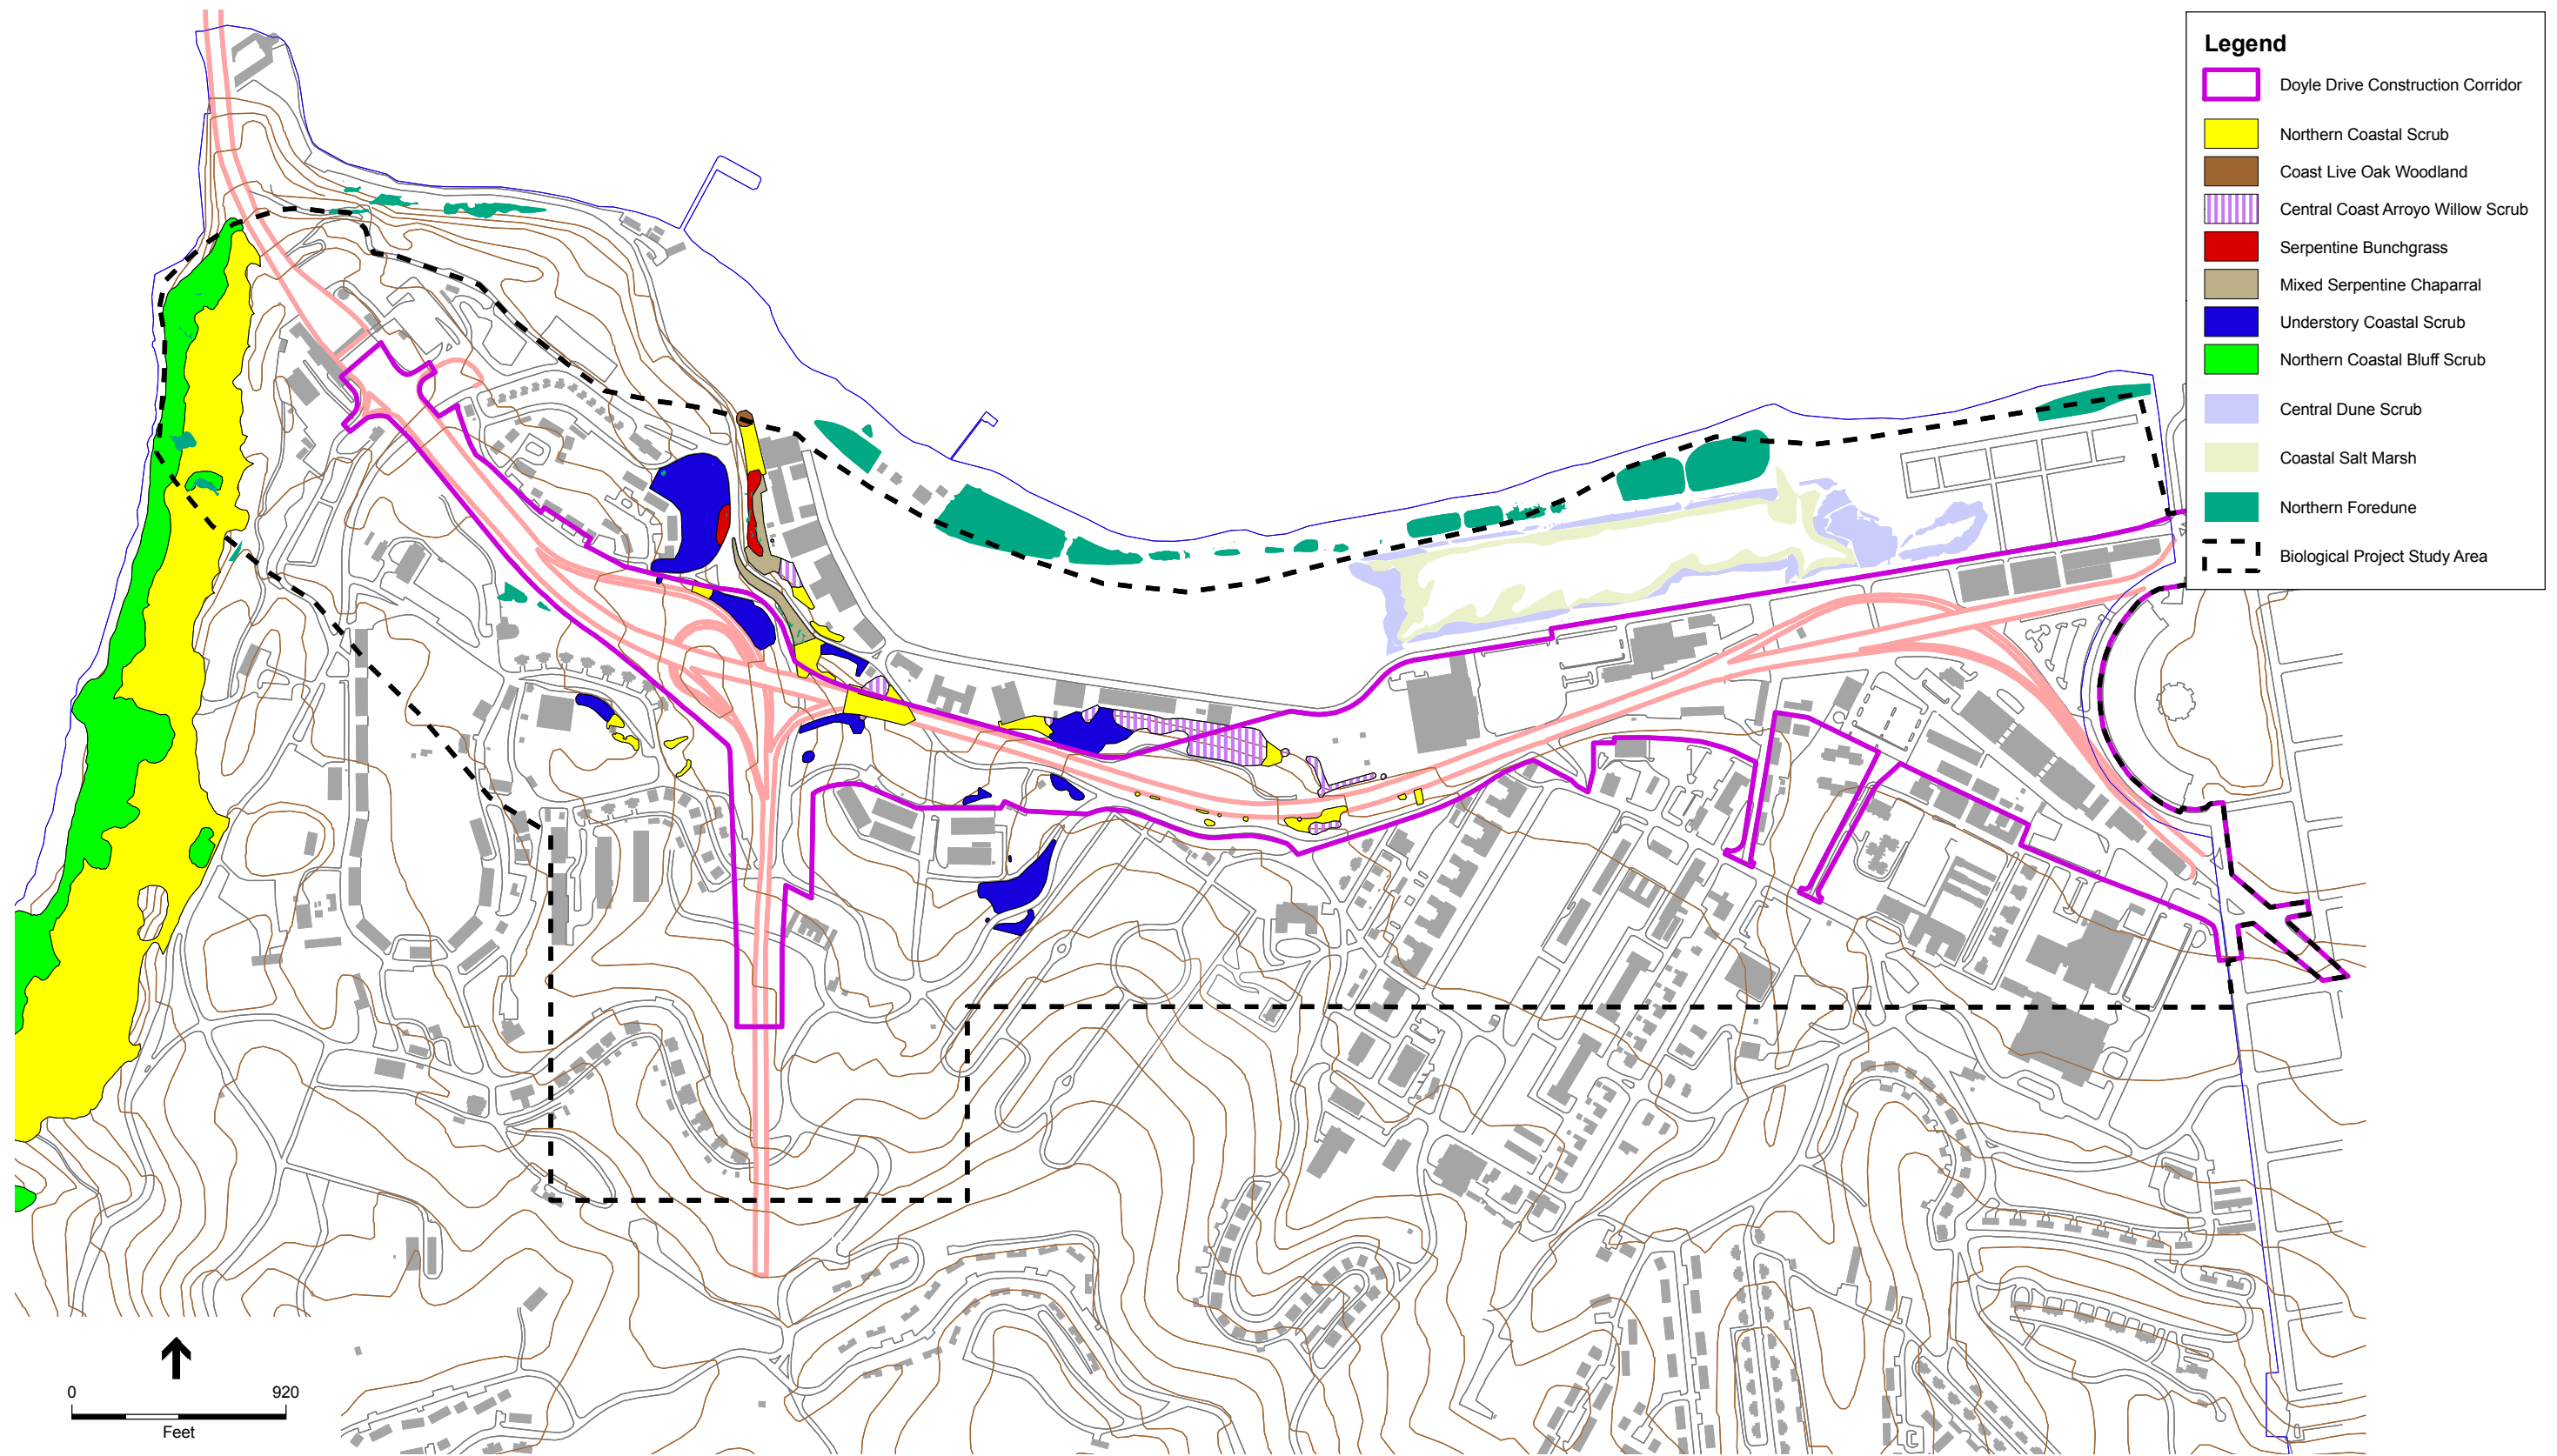 Legend
Doyle Drive Construction Corridor
Northern Coastal Scrub
Coast Live Oak Woodland
Central Coast Arroyo Willow Scrub
Serpentine Bunchgrass
Mixed Serpentine Chaparral
Understory Coastal Scrub
Northern Coastal Bluff Scrub
Central Dune Scrub
Coastal Salt Marsh
Northern Foredune
Biological Project Study Area
0 920
Feet